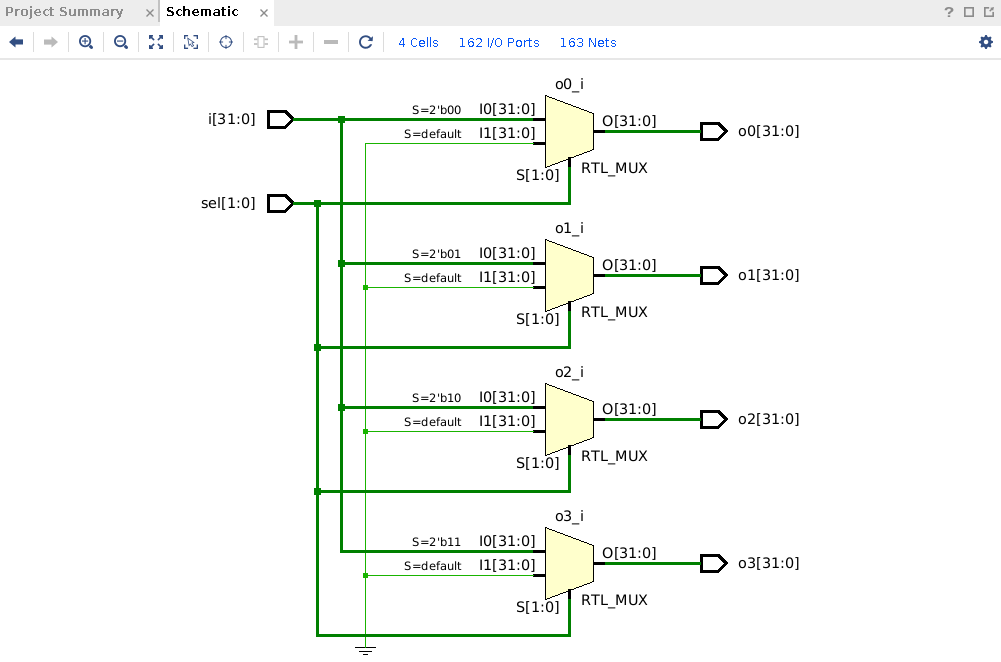 Project Summary × Schematic × ?
4 Cells 162 I/O Ports 163 Nets
o0_i
i[31:0] S=2'b00 I0[31:0] O[31:0] o0[31:0]
S=default I1[31:0]
S[1:0] RTL_MUX
sel[1:0]
o1_i
S=2'b01 I0[31:0] O[31:0] o1[31:0]
S=default I1[31:0]
S[1:0] RTL_MUX
o2_i
S=2'b10 I0[31:0] O[31:0] o2[31:0]
S=default I1[31:0]
S[1:0] RTL_MUX
o3_i
S=2'b11 I0[31:0] O[31:0] o3[31:0]
S=default I1[31:0]
S[1:0] RTL_MUX